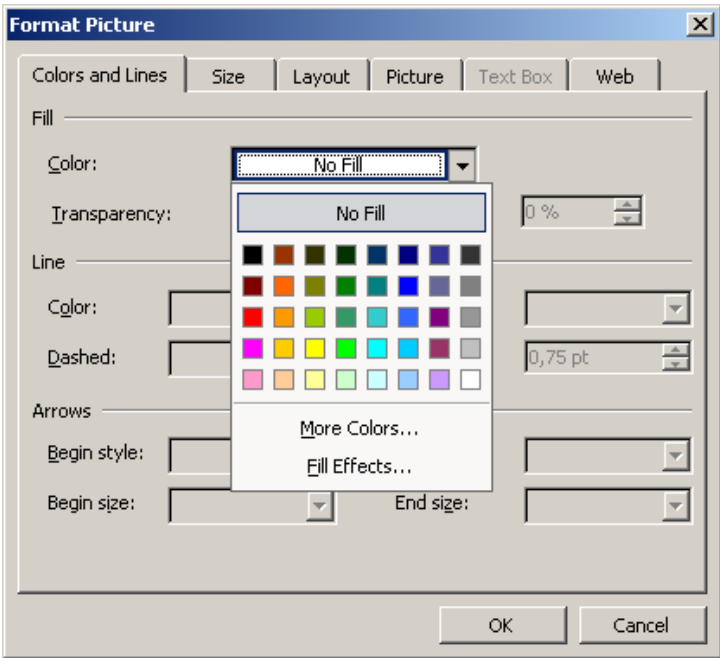 Format Picture
Colors and Lines Size Layout Picture Text Box Web
Fill
Color: No Fill
No Fill
Transparency: 0 %
Line
Color:
Dashed: 0,75 pt
Arrows
More Colors...
Begin style:
Fill Effects...
Begin size: End size:
OK Cancel